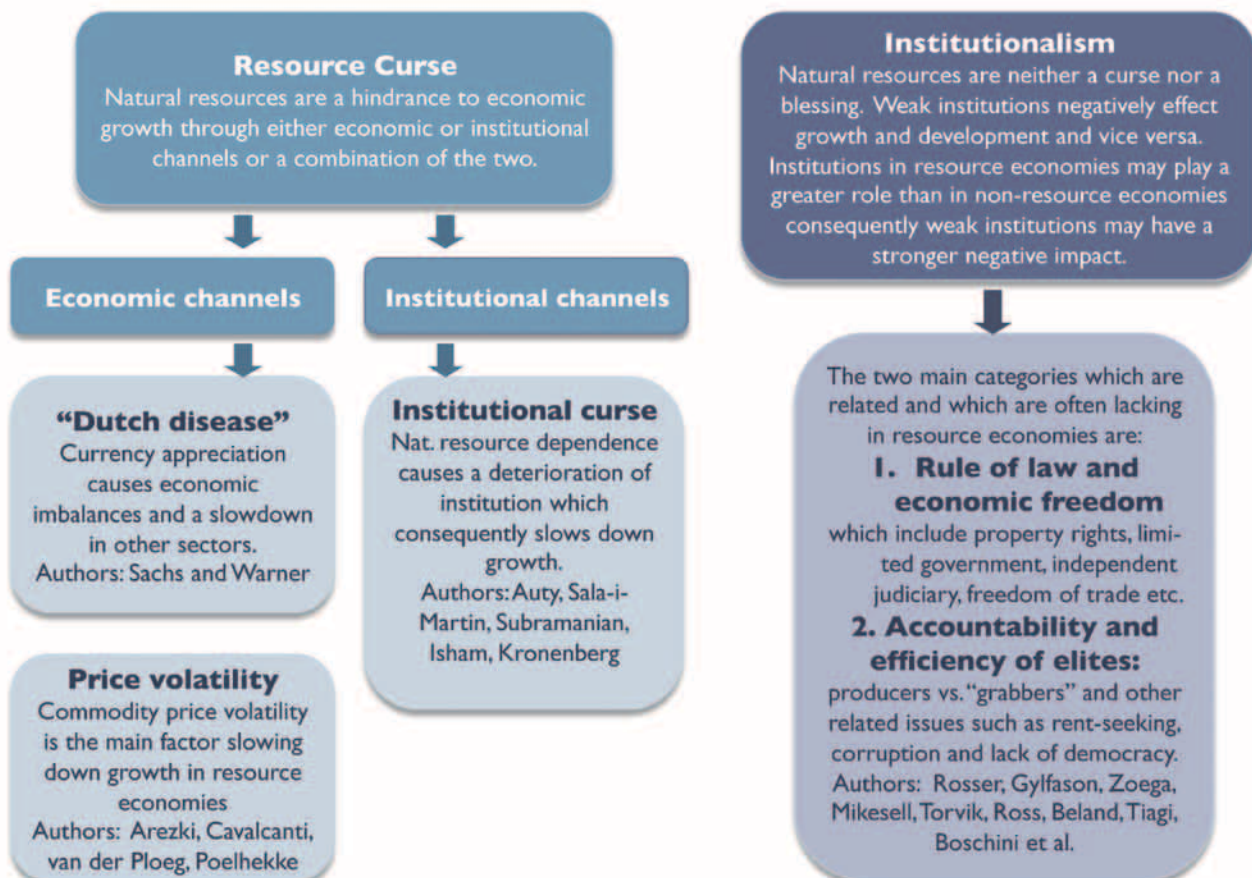 Resource Curse
Natural resources are a hindrance to economic
growth through either economic or institutional
channels or a combination of the two.
Economic channels
Institutional channels
“Dutch disease”
Currency appreciation
causes economic
imbalances and a slowdown
in other sectors.
Authors: Sachs and Warner
Price volatility
Commodity price volatility
is the main factor slowing
down growth in resource
economies
Authors: Arezki, Cavalcanti,
van der Ploeg, Poelhekke
Institutional curse
Nat. resource dependence
causes a deterioration of
institution which
consequently slows down
growth.
Authors: Auty, Sala-i-
Martin, Subramanian,
Isham, Kronenberg
Institutionalism
Natural resources are neither a curse nor a
blessing. Weak institutions negatively effect
growth and development and vice versa.
Institutions in resource economies may play a
greater role than in non-resource economies
consequently weak institutions may have a
stronger negative impact.
The two main categories which are
related and which are often lacking
in resource economies are:
1. Rule of law and
economic freedom
which include property rights, limi-
ted government, independent
judiciary, freedom of trade etc.
2. Accountability and
efficiency of elites:
producers vs. “grabbers” and other
related issues such as rent-seeking,
corruption and lack of democracy.
Authors: Rosser, Gylfason, Zoega,
Mikesell, Torvik, Ross, Beland, Tiagi,
Boschini et al.